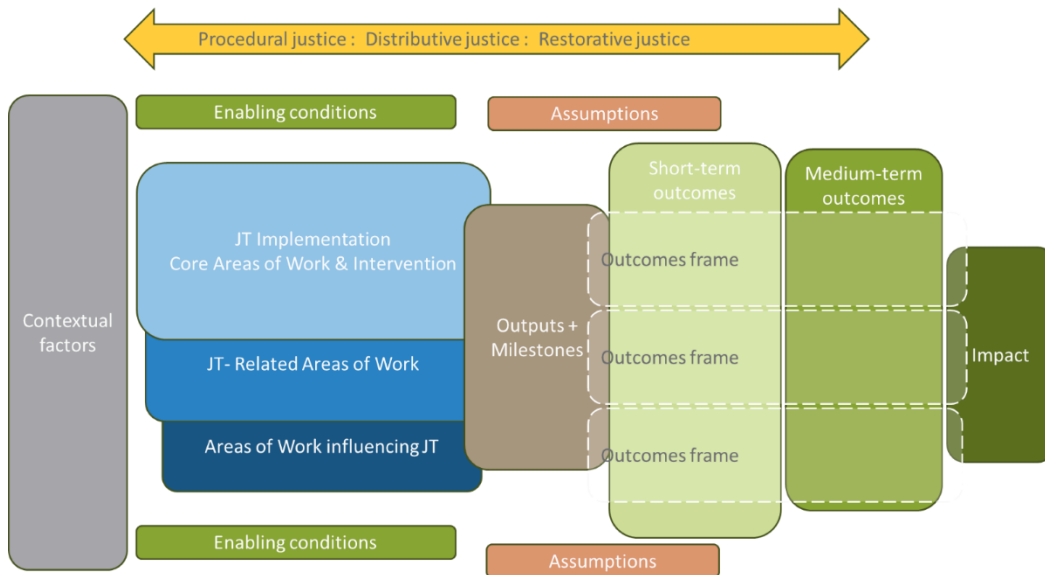 Procedural justice : Distributive justice : Restorative justice
Enabling conditions
Assumptions
Contextual
factors
JT Implementation
Core Areas of Work & Intervention
JT- Related Areas of Work
Areas of Work influencing JT
Outputs +
Milestones
Short-term
outcomes
Medium-term
outcomes
Outcomes frame
Outcomes frame
Outcomes frame
Impact
Enabling conditions
Assumptions